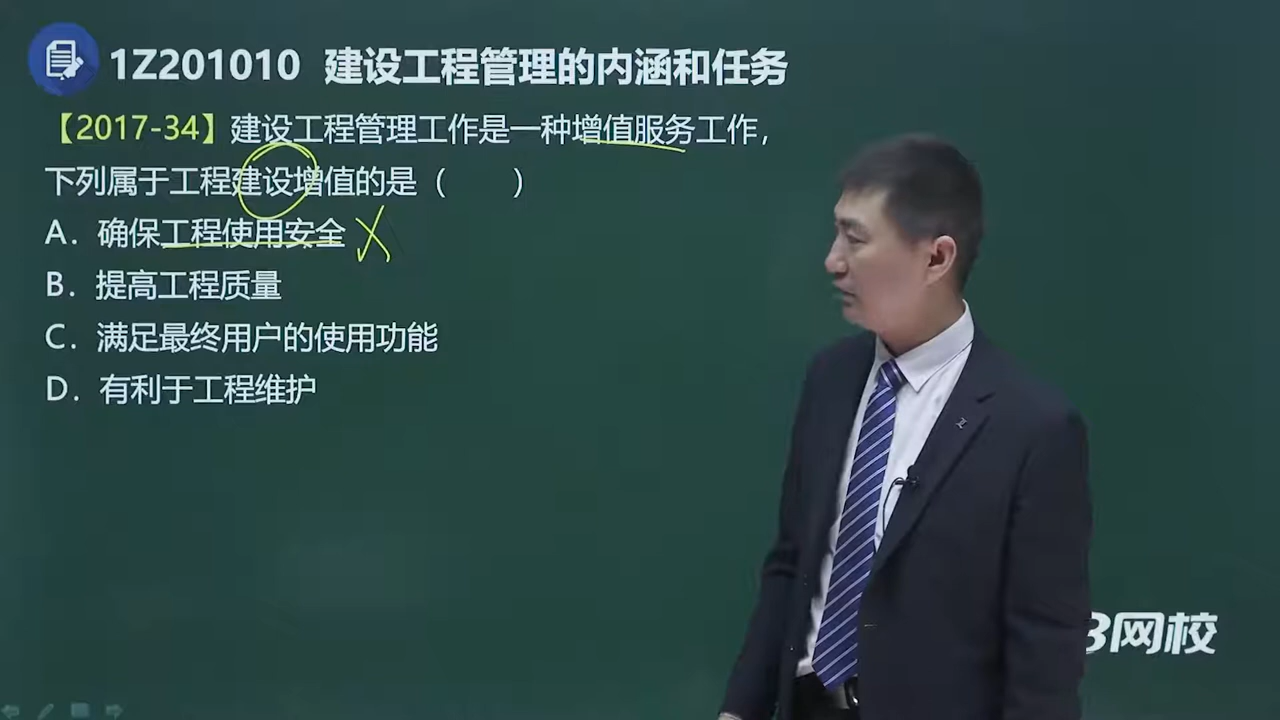 1Z201010 建设工程管理的内涵和任务
【2017-34】建设工程管理工作是一种增值服务工作，
下列属于工程建设增值的是（ ）
A．确保工程使用安全
B．提高工程质量
C．满足最终用户的使用功能
D．有利于工程维护
3网校